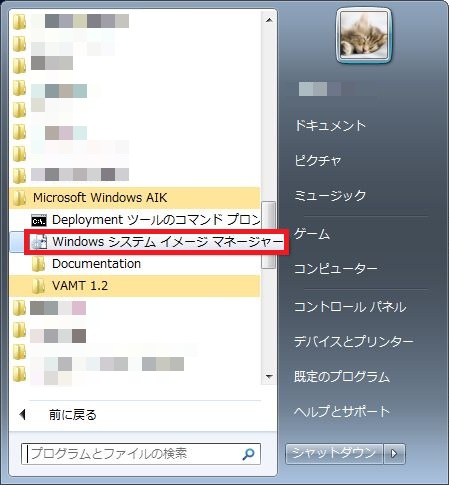 Microsoft Windows AIK
Deployment ツールのコマンド プロン
Windows システム イメージ マネージャー
Documentation
VAMT 1.2
前に戻る
プログラムとファイルの検索
ドキュメント
ピクチャ
ミュージック
ゲーム
コンピューター
コントロール パネル
デバイスとプリンター
既定のプログラム
ヘルプとサポート
シャットダウン